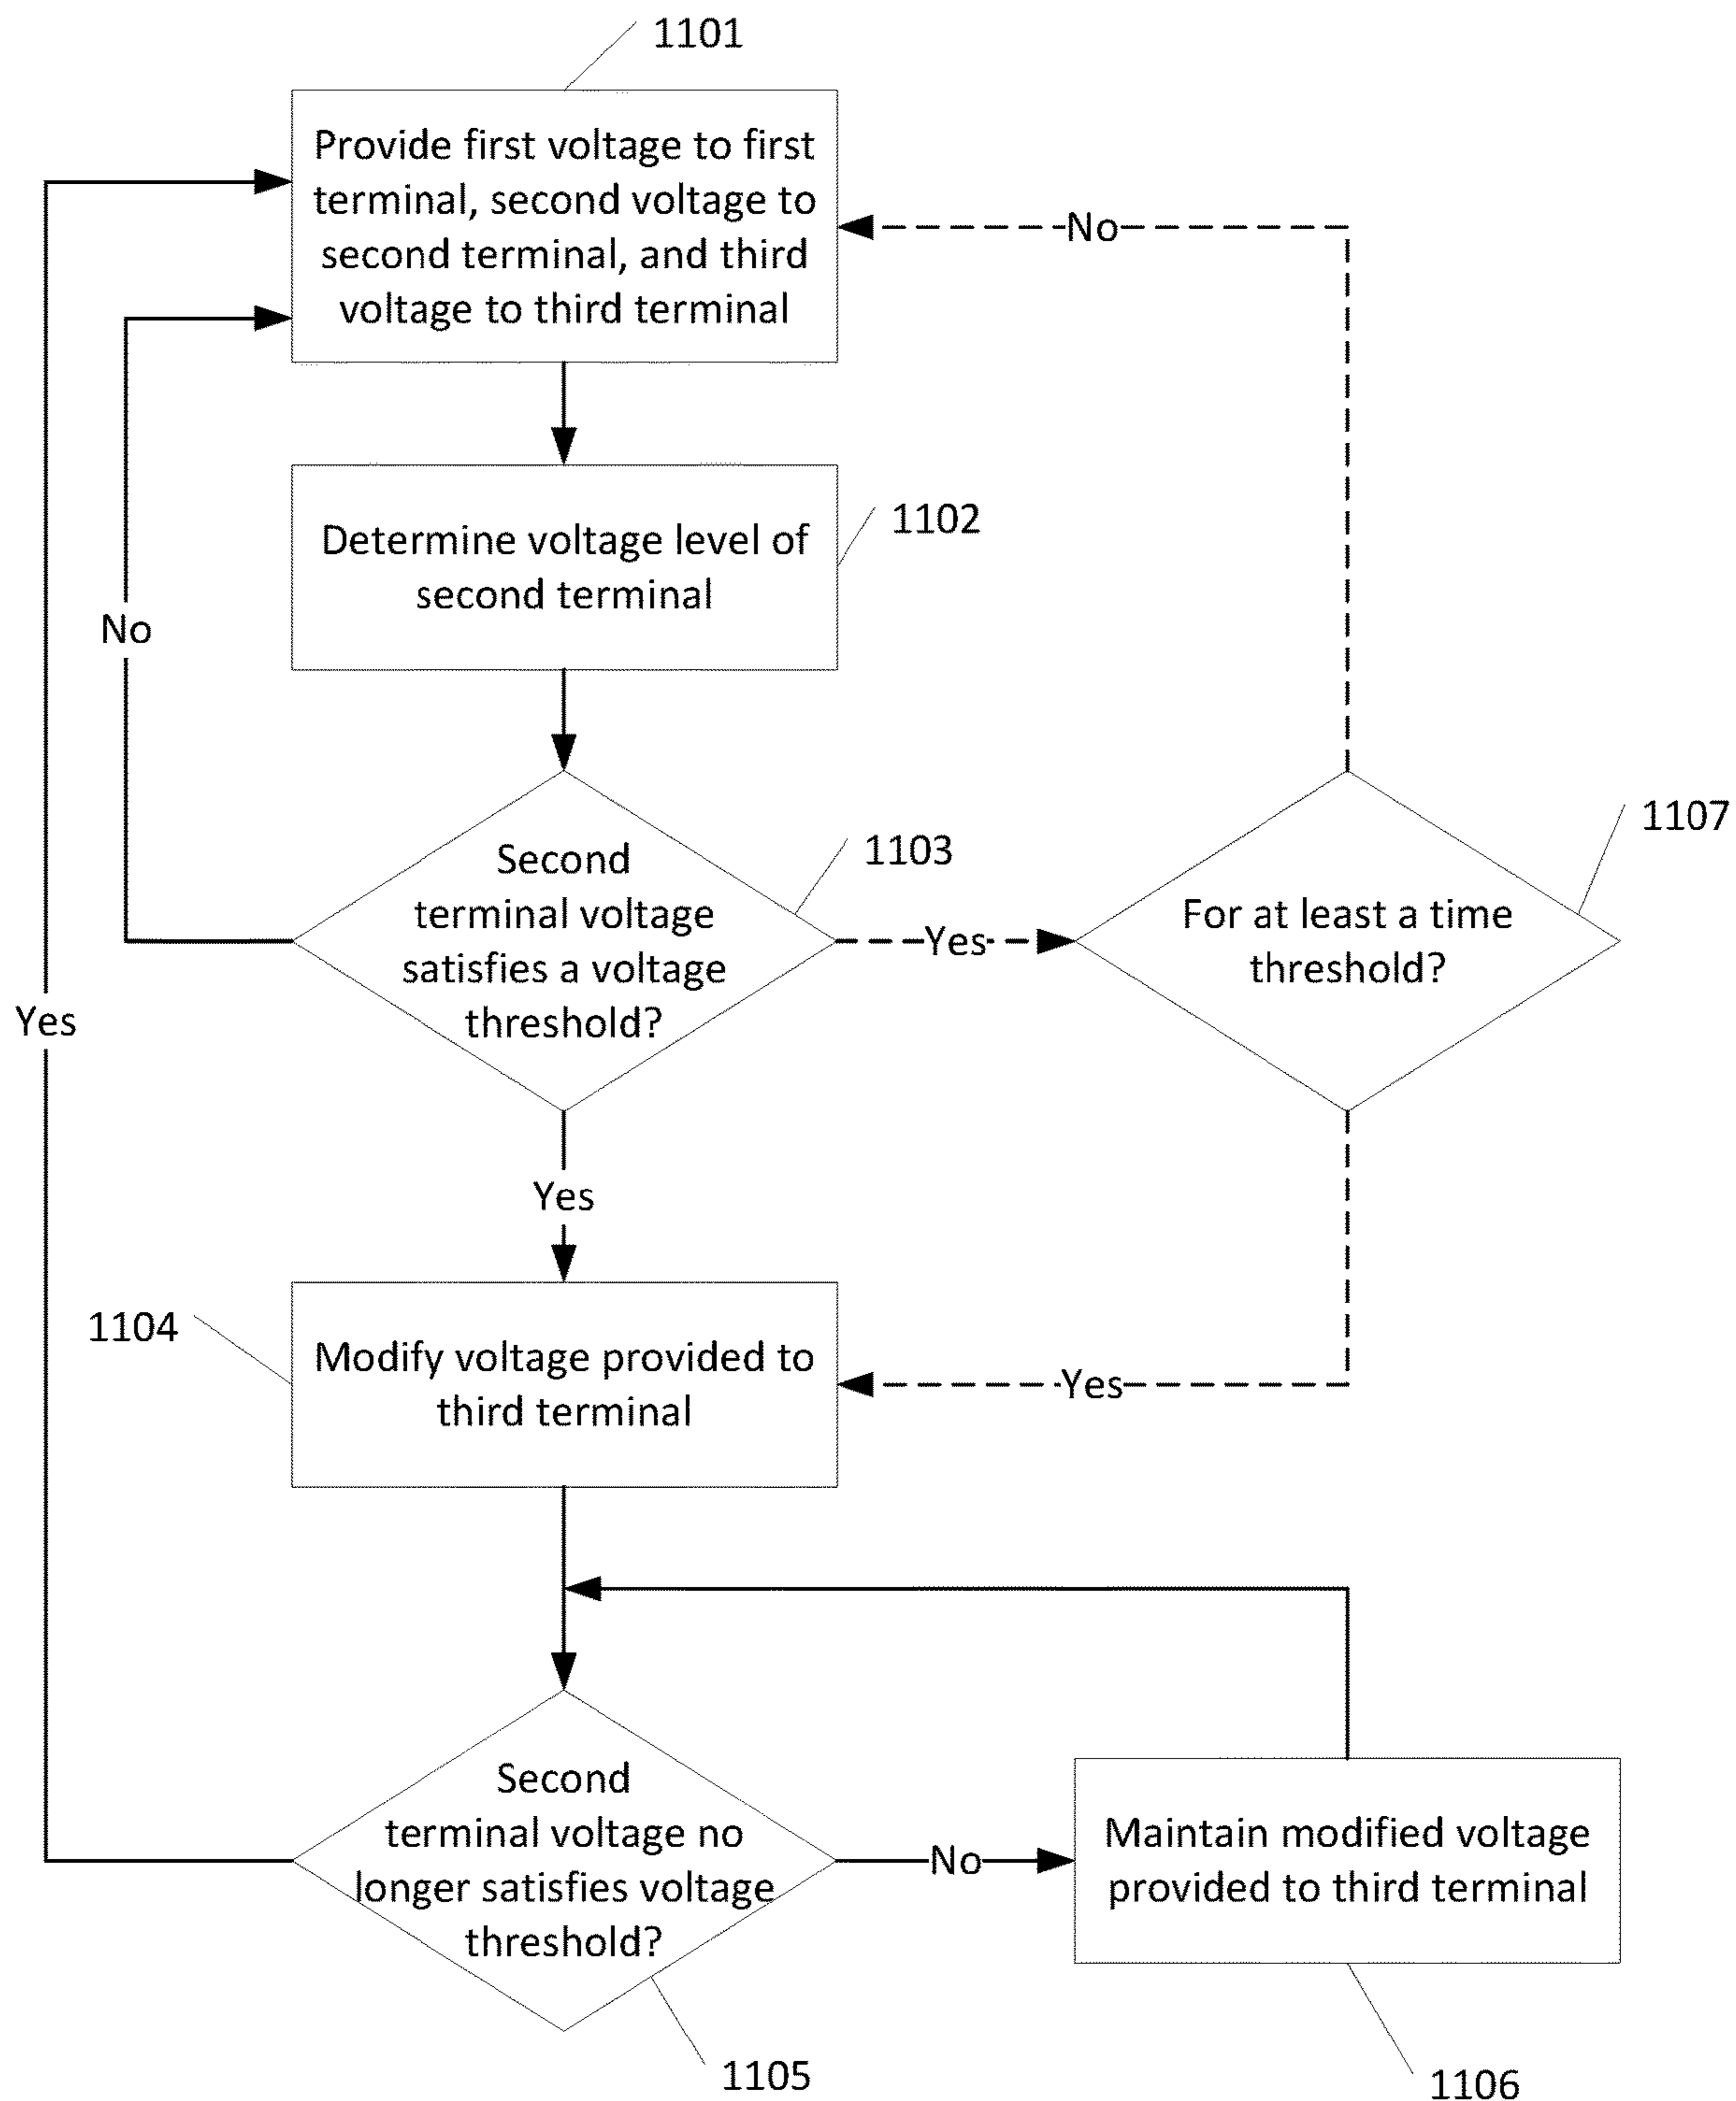 1101
Provide first voltage to first
terminal, second voltage to
second terminal, and third
voltage to third terminal
No
Determine voltage level of
second terminal
1102
No
Second
terminal voltage
satisfies a voltage
threshold?
1103
Yes
For at least a time
threshold?
1107
Yes
Yes
1104
Modify voltage provided to
third terminal
Yes
Second
terminal voltage no
longer satisfies voltage
threshold?
No
Maintain modified voltage
provided to third terminal
1105
1106